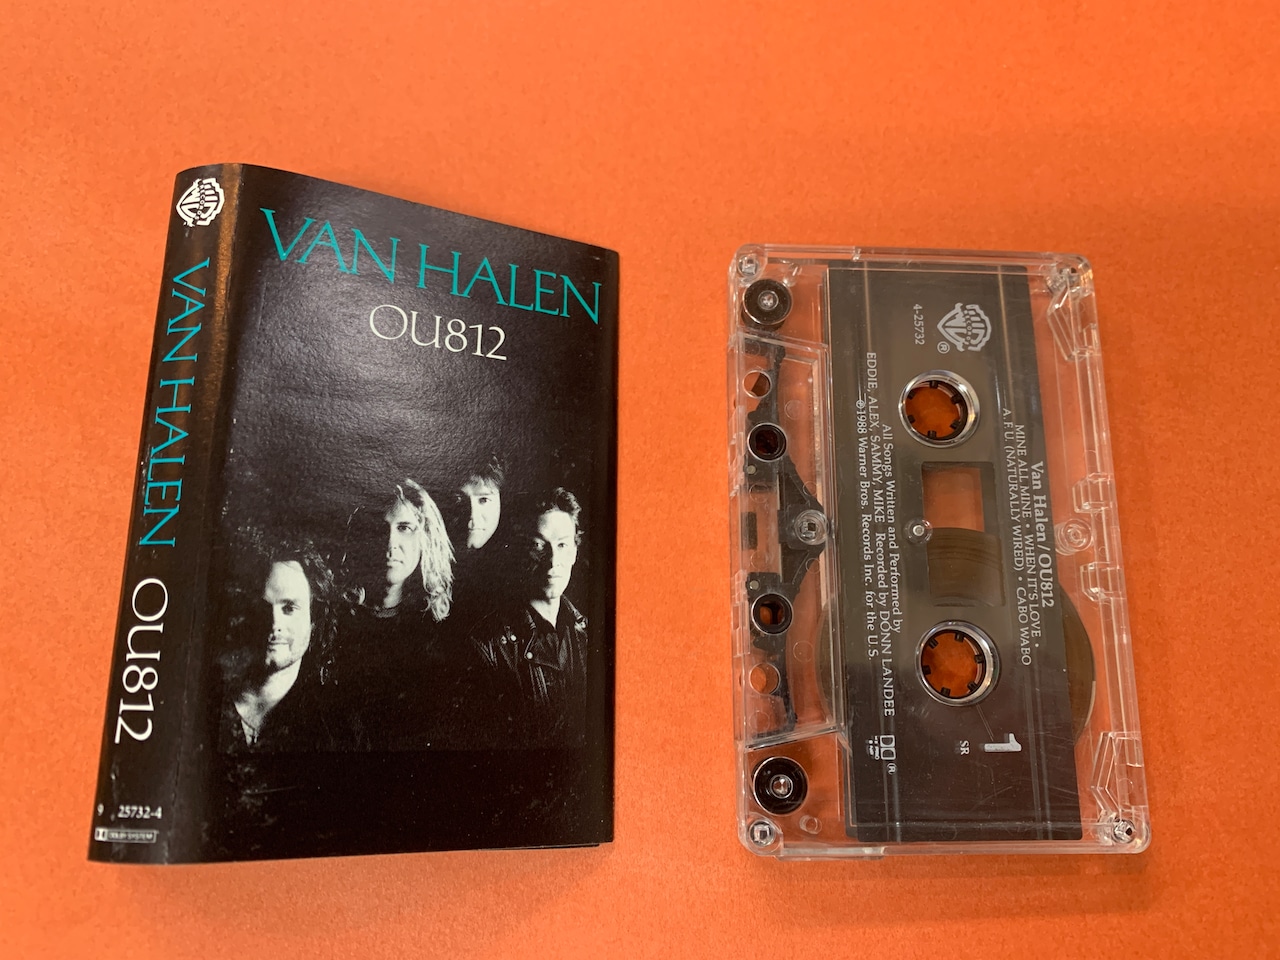 VAN HALEN
OU812
VAN HALEN OU812
9 25732-4
DOLBY SYSTEM
4-25732
Van Halen/OU812
MINE ALL MINE • WHEN IT'S LOVE •
A.F.U. (NATURALLY WIRED) • CABO WABO
1
SR
All Songs Written and Performed by
EDDIE, ALEX, SAMMY, MIKE Recorded by DONN LANDEE
℗1988 Warner Bros. Records Inc. for the U.S.